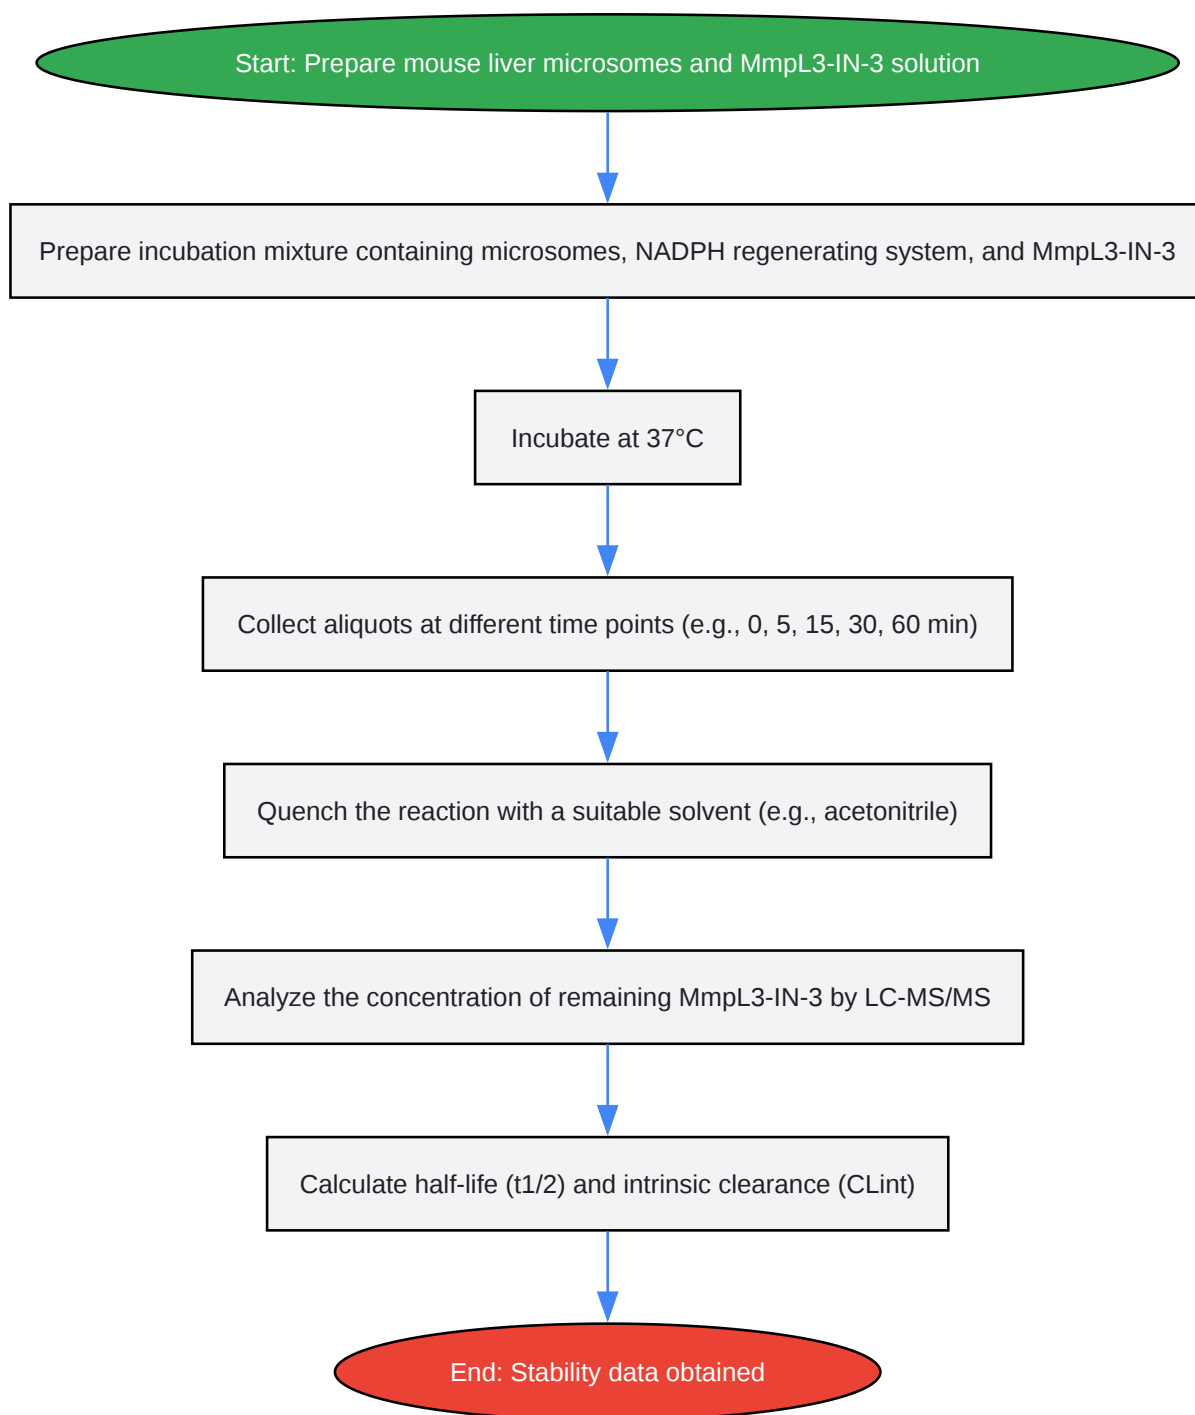 Start: Prepare mouse liver microsomes and MmpL3-IN-3 solution
Prepare incubation mixture containing microsomes, NADPH regenerating system, and MmpL3-IN-3
Incubate at 37°C
Collect aliquots at different time points (e.g., 0, 5, 15, 30, 60 min)
Quench the reaction with a suitable solvent (e.g., acetonitrile)
Analyze the concentration of remaining MmpL3-IN-3 by LC-MS/MS
Calculate half-life (t1/2) and intrinsic clearance (CLint)
End: Stability data obtained